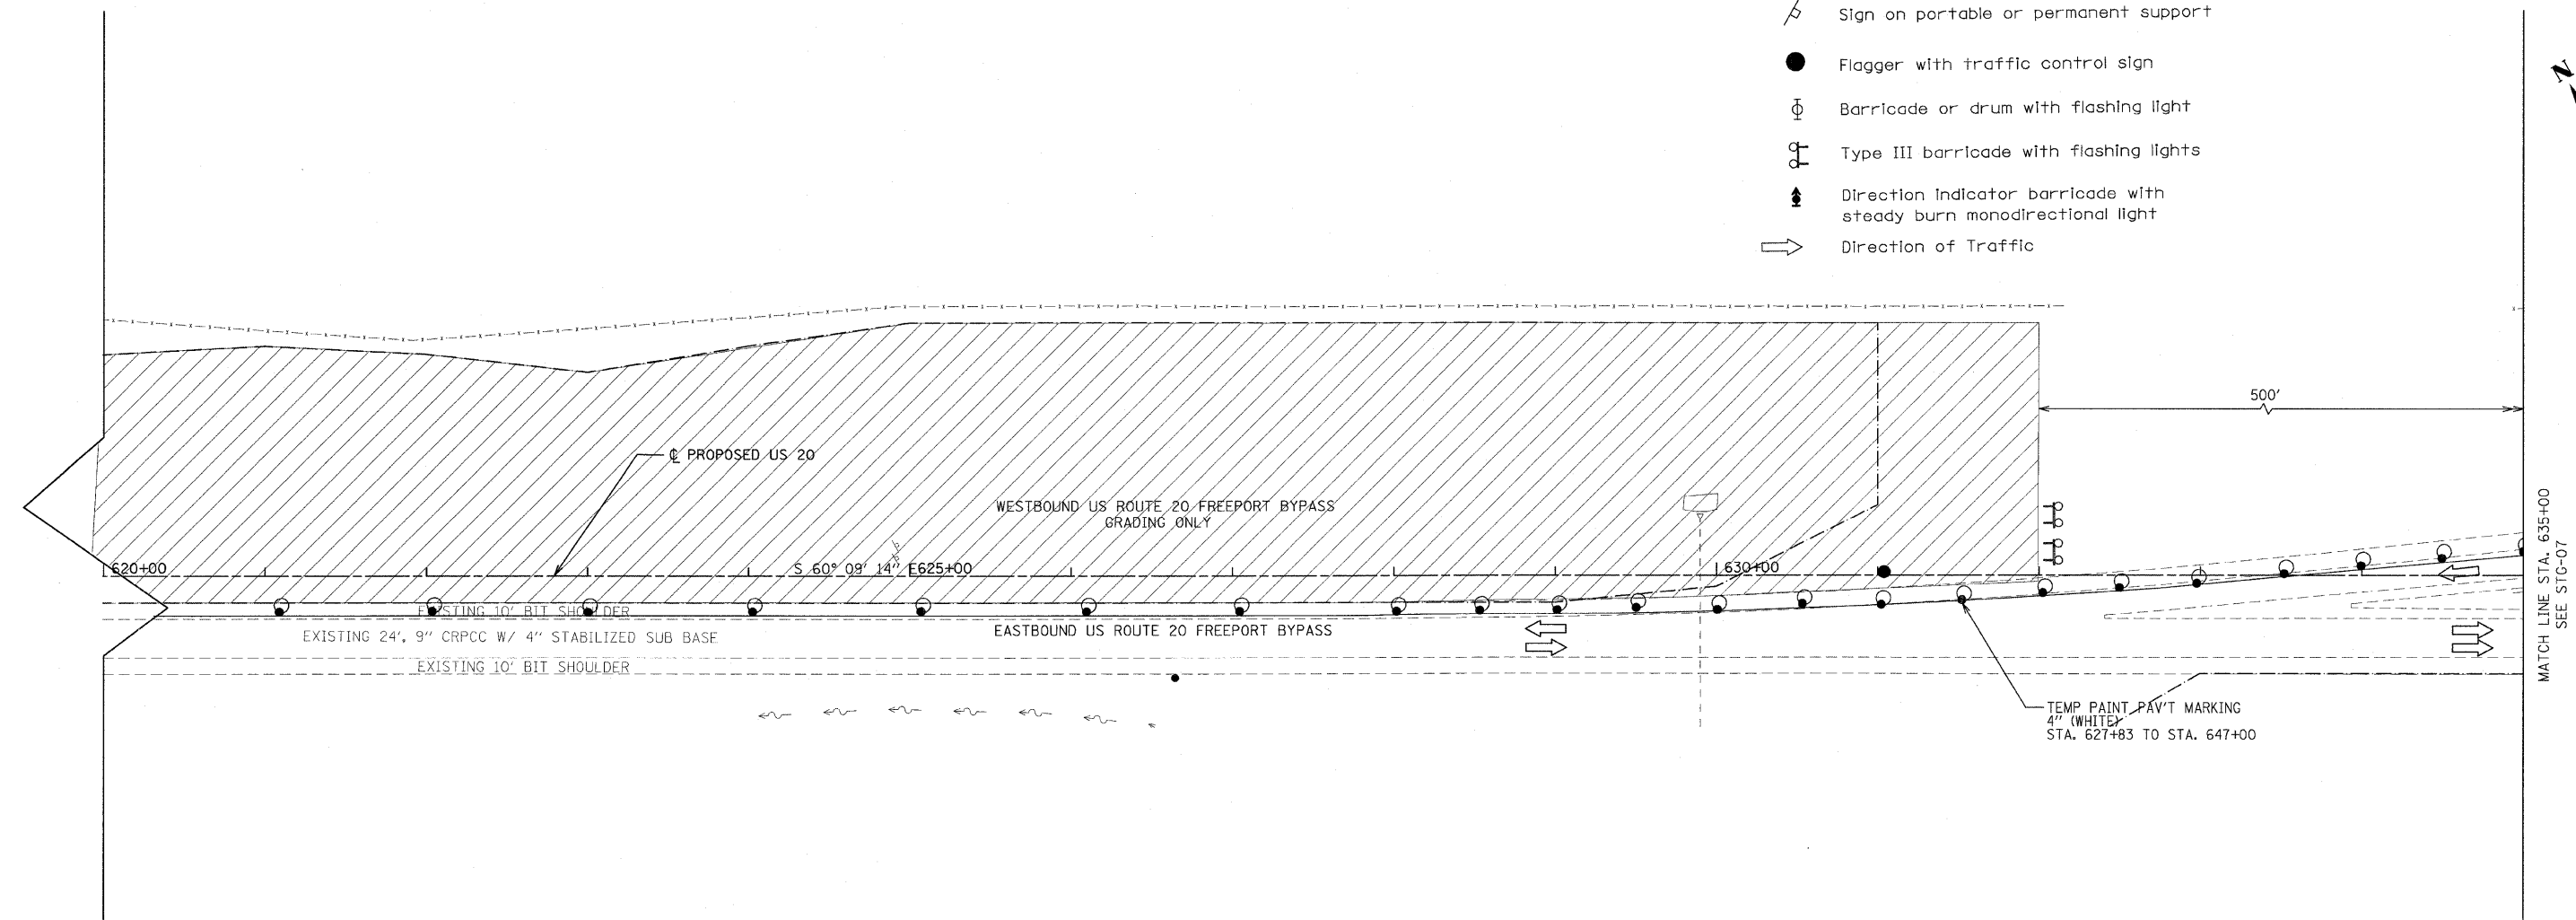 Sign on portable or permanent support
N
Flagger with traffic control sign
Barricade or drum with flashing light
Type III barricade with flashing lights
Direction indicator barricade with
steady burn monodirectional light
Direction of Traffic
500'
℄ PROPOSED US 20
WESTBOUND US ROUTE 20 FREEPORT BYPASS
GRADING ONLY
620+00
S 60° 09' 14" E
625+00
630+00
EXISTING 10' BIT SHOULDER
EXISTING 24', 9" CRPCC W/ 4" STABILIZED SUB BASE
EASTBOUND US ROUTE 20 FREEPORT BYPASS
EXISTING 10' BIT SHOULDER
TEMP PAINT PAV'T MARKING
4" (WHITE)
STA. 627+83 TO STA. 647+00
MATCH LINE STA. 635+00
SEE STG-07